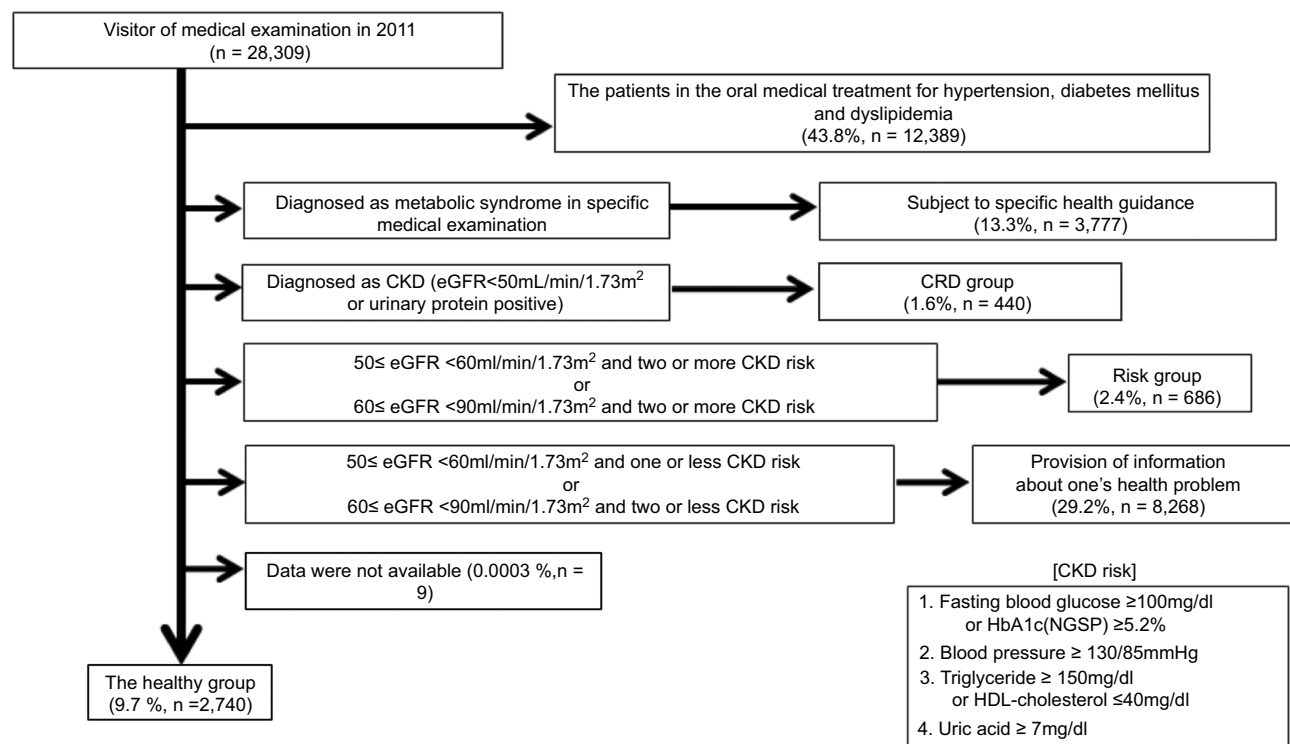 Visitor of medical examination in 2011
(n = 28,309)
The patients in the oral medical treatment for hypertension, diabetes mellitus
and dyslipidemia
(43.8%, n = 12,389)
Diagnosed as metabolic syndrome in specific
medical examination
Subject to specific health guidance
(13.3%, n = 3,777)
Diagnosed as CKD (eGFR<50mL/min/1.73m²
or urinary protein positive)
CRD group
(1.6%, n = 440)
50≤ eGFR <60ml/min/1.73m² and two or more CKD risk
or
60≤ eGFR <90ml/min/1.73m² and two or more CKD risk
Risk group
(2.4%, n = 686)
50≤ eGFR <60ml/min/1.73m² and one or less CKD risk
or
60≤ eGFR <90ml/min/1.73m² and two or less CKD risk
Provision of information
about one’s health problem
(29.2%, n = 8,268)
Data were not available (0.0003 %,n =
9)
The healthy group
(9.7 %, n =2,740)
[CKD risk]
1. Fasting blood glucose ≥100mg/dl
or HbA1c(NGSP) ≥5.2%
2. Blood pressure ≥ 130/85mmHg
3. Triglyceride ≥ 150mg/dl
or HDL-cholesterol ≤40mg/dl
4. Uric acid ≥ 7mg/dl